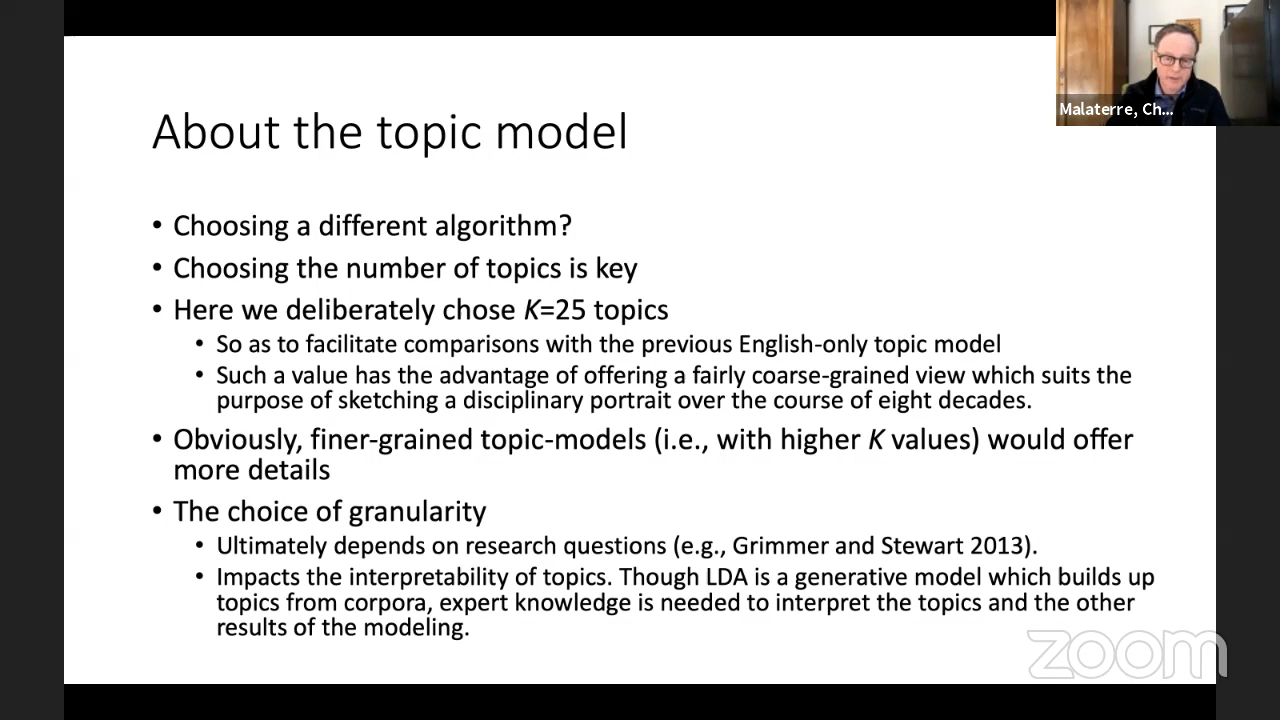 About the topic model
• Choosing a different algorithm?
• Choosing the number of topics is key
• Here we deliberately chose K=25 topics
• So as to facilitate comparisons with the previous English-only topic model
• Such a value has the advantage of offering a fairly coarse-grained view which suits the
purpose of sketching a disciplinary portrait over the course of eight decades.
• Obviously, finer-grained topic-models (i.e., with higher K values) would offer
more details
• The choice of granularity
• Ultimately depends on research questions (e.g., Grimmer and Stewart 2013).
• Impacts the interpretability of topics. Though LDA is a generative model which builds up
topics from corpora, expert knowledge is needed to interpret the topics and the other
results of the modeling.
Malaterre, Ch...
zoom